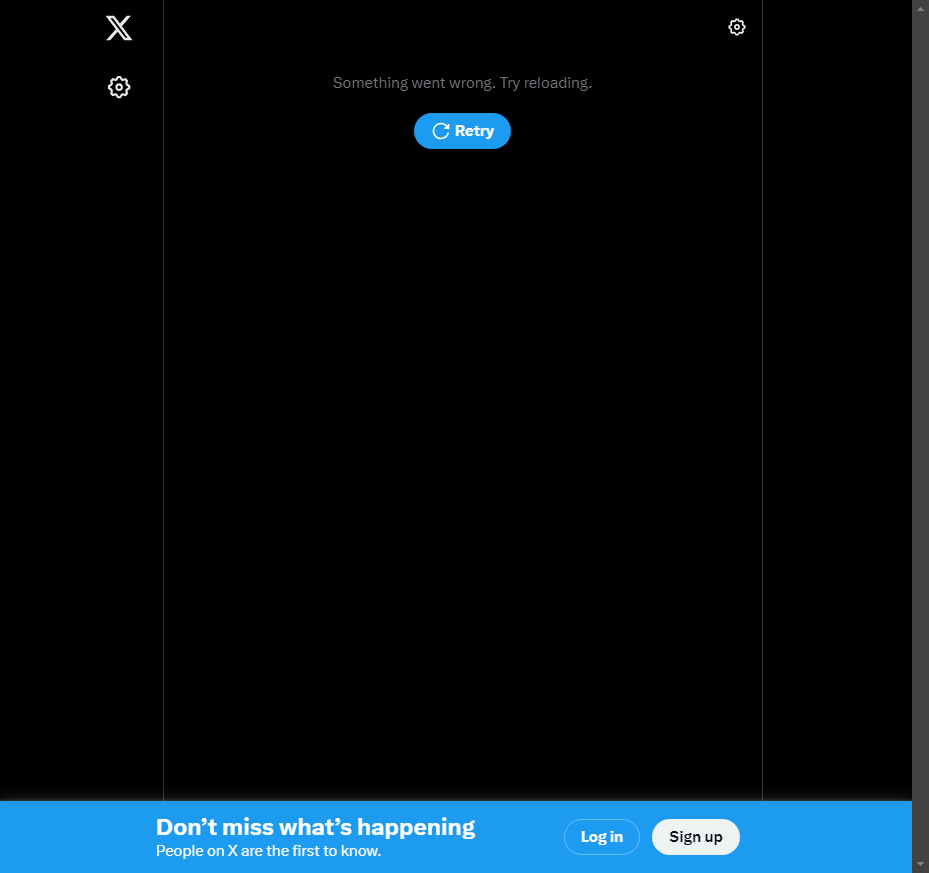 Something went wrong. Try reloading.
Retry
Don’t miss what’s happening
People on X are the first to know.
Log in
Sign up